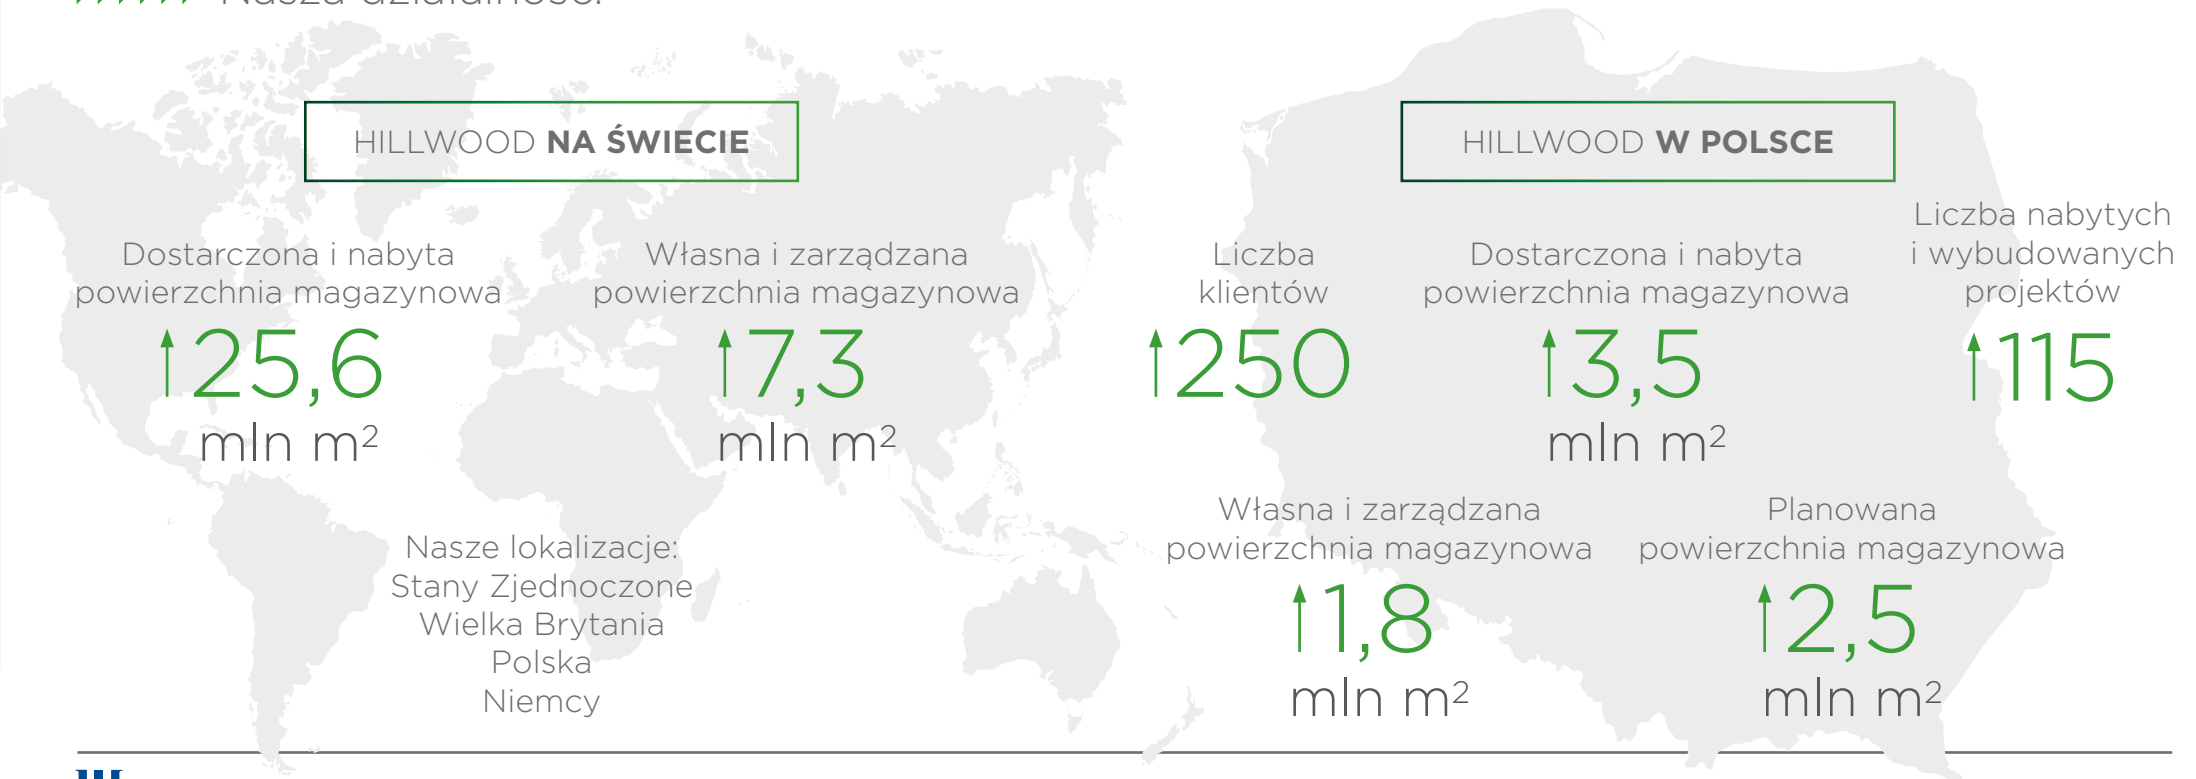 Nasza działalność:
HILLWOOD NA ŚWIECIE
Dostarczona i nabyta
powierzchnia magazynowa
25,6
mln m²
Własna i zarządzana
powierzchnia magazynowa
7,3
mln m²
Nasze lokalizacje:
Stany Zjednoczone
Wielka Brytania
Polska
Niemcy
HILLWOOD W POLSCE
Liczba
klientów
250
Dostarczona i nabyta
powierzchnia magazynowa
3,5
mln m²
Liczba nabytych
i wybudowanych
projektów
115
Własna i zarządzana
powierzchnia magazynowa
1,8
mln m²
Planowana
powierzchnia magazynowa
2,5
mln m²